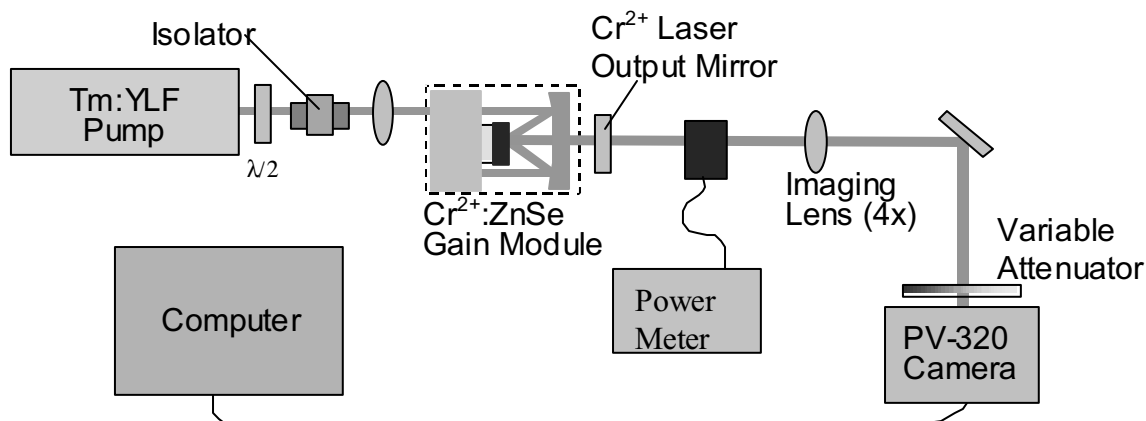 Isolator
Cr²⁺ Laser
Output Mirror
Tm:YLF
Pump
λ/2
Cr²⁺:ZnSe
Gain Module
Imaging
Lens (4x)
Variable
Attenuator
Computer
Power
Meter
PV-320
Camera